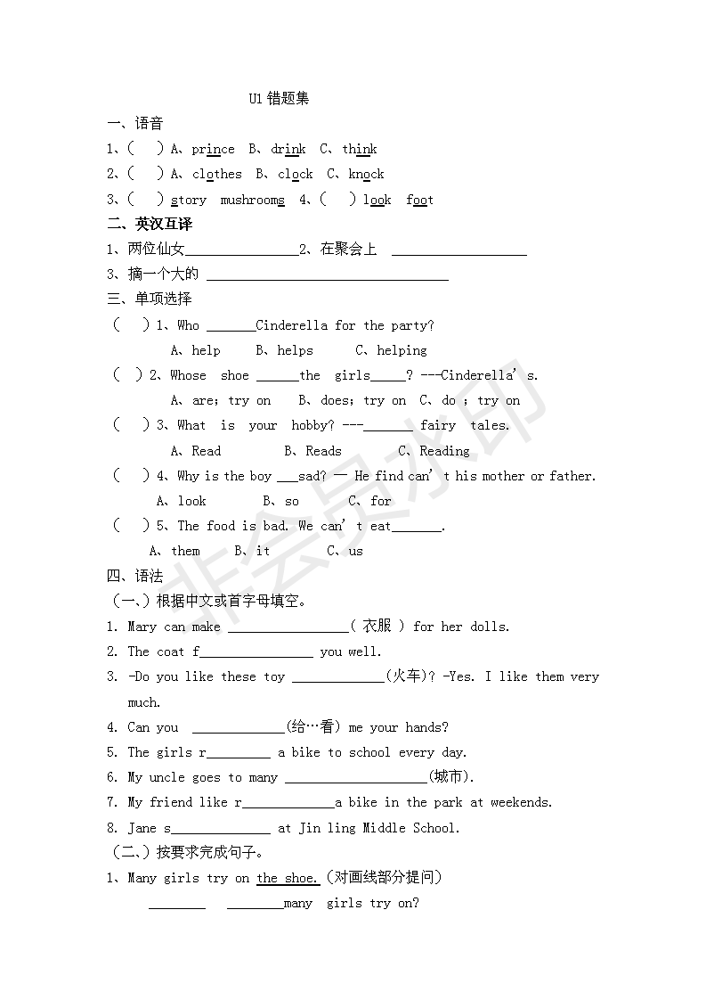 U1错题集
一、语音
1、(   )A、prince  B、drink  C、think
2、(   )A、clothes  B、clock  C、knock
3、(   )story  mushrooms  4、(   )look  foot
二、英汉互译
1、两位仙女________________2、在聚会上  ___________________
3、摘一个大的 __________________________________
三、单项选择
(   )1、Who _______Cinderella for the party?
A、help     B、helps      C、helping
(  )2、Whose  shoe ______the  girls_____? ---Cinderella's.
A、are；try on    B、does；try on  C、do ；try on
(   )3、What  is  your  hobby? ---_______ fairy  tales.
A、Read         B、Reads       C、Reading
(   )4、Why is the boy ___sad? — He find can't his mother or father.
A、look        B、so       C、for
(   )5、The food is bad. We can't eat_______.
A、them     B、it        C、us
四、语法
（一、）根据中文或首字母填空。
1. Mary can make _________________( 衣服 ) for her dolls.
2. The coat f________________ you well.
3. -Do you like these toy _____________(火车)? -Yes. I like them very
much.
4. Can you  _____________(给…看) me your hands?
5. The girls r_________ a bike to school every day.
6. My uncle goes to many ____________________(城市).
7. My friend like r_____________a bike in the park at weekends.
8. Jane s______________ at Jin ling Middle School.
（二、）按要求完成句子。
1、Many girls try on the shoe.(对画线部分提问)
________   ________many  girls try on?
非会员水印